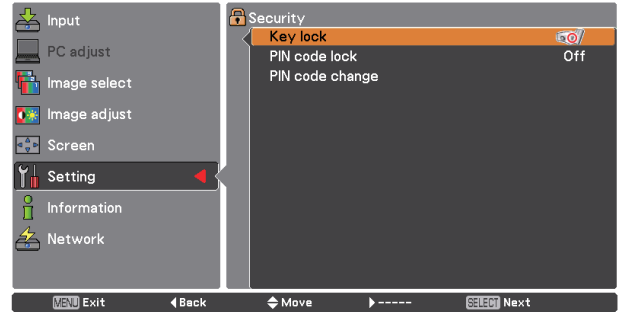 Input
PC adjust
Image select
Image adjust
Screen
Setting
Information
Network
Security
Key lock
PIN code lock Off
PIN code change
MENU Exit Back Move ----- SELECT Next